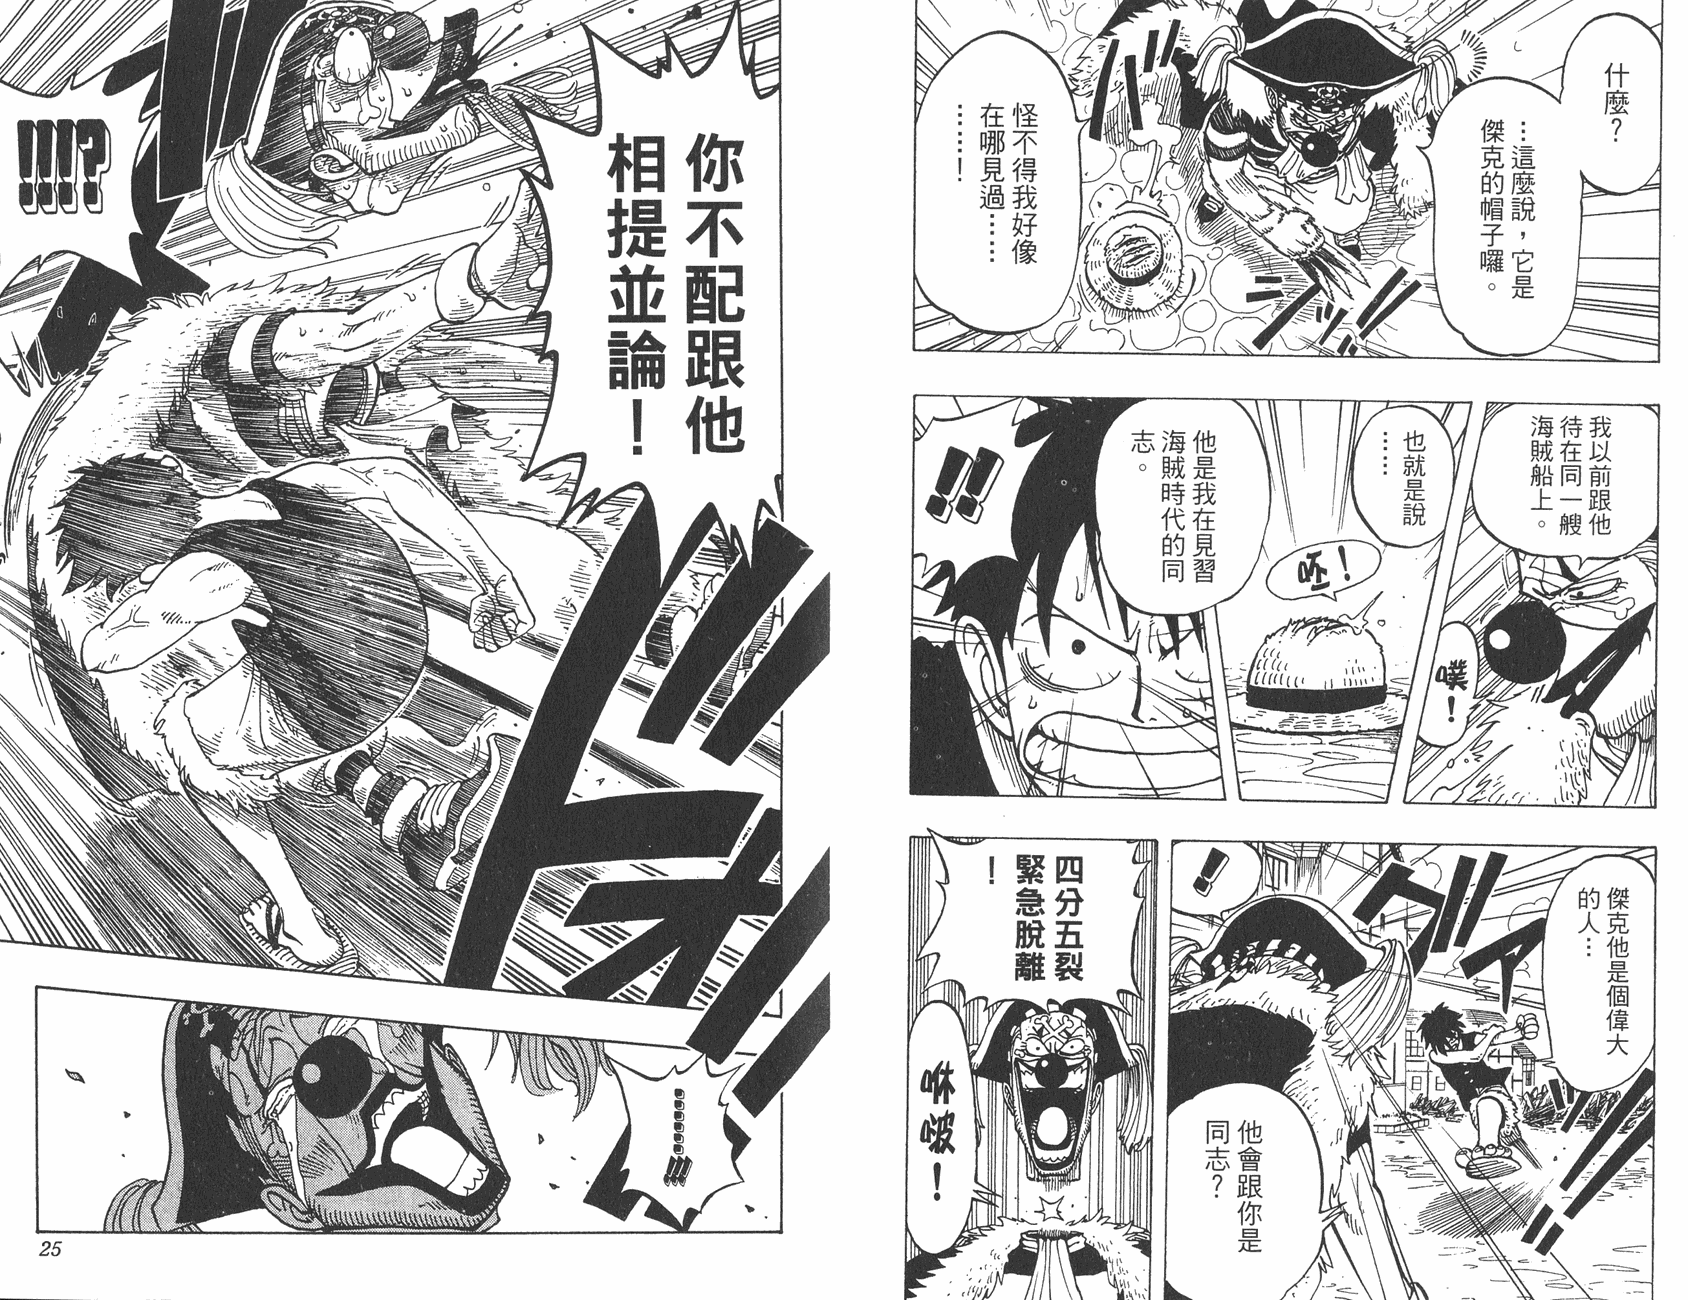 什麼?
…這麼說，它是
傑克的帽子囉。
怪不得我好像
在哪見過……
……!
我以前跟他
待在同一艘
海賊船上。
噗!
也就是說
……
呸!
他是我在見習
海賊時代的同
志。
!!
傑克他是個偉大
的人…
!
他會跟你是
同志?
四分五裂
緊急脫離
!
咻
!
你不配跟他
相提並論!
!!!!?
………!!!
25